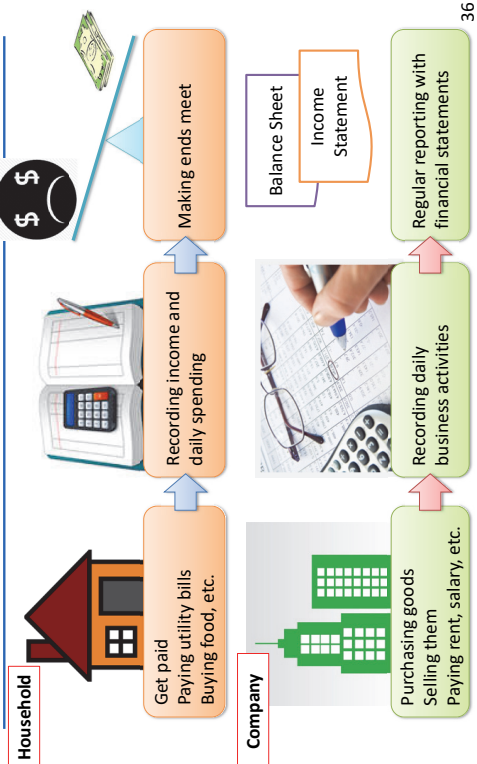 Household
Get paid
Paying utility bills
Buying food, etc.
Recording income and
daily spending
$ $
Making ends meet
Company
Purchasing goods
Selling them
Paying rent, salary, etc.
Recording daily
business activities
Balance Sheet
Income
Statement
Regular reporting with
financial statements
36